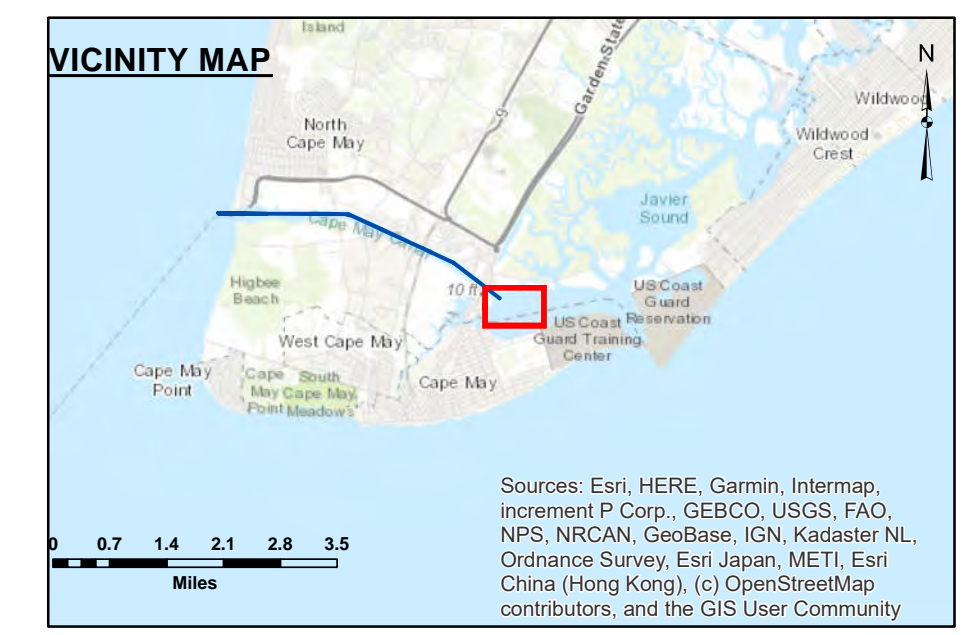 Island
VICINITY MAP
N
Garden State
9
Wildwood
North
Cape May
Wildwood
Crest
Javier
Sound
Cape May Canal
Higbee
Beach
10 ft
US Coast
Guard
Reservation
US Coast
Guard Training
Center
West Cape May
Cape May
Point
Cape
May
Point
South
Cape May
Meadows
Cape May
Sources: Esri, HERE, Garmin, Intermap,
increment P Corp., GEBCO, USGS, FAO,
NPS, NRCAN, GeoBase, IGN, Kadaster NL,
Ordnance Survey, Esri Japan, METI, Esri
China (Hong Kong), (c) OpenStreetMap
contributors, and the GIS User Community
0 0.7 1.4 2.1 2.8 3.5
Miles